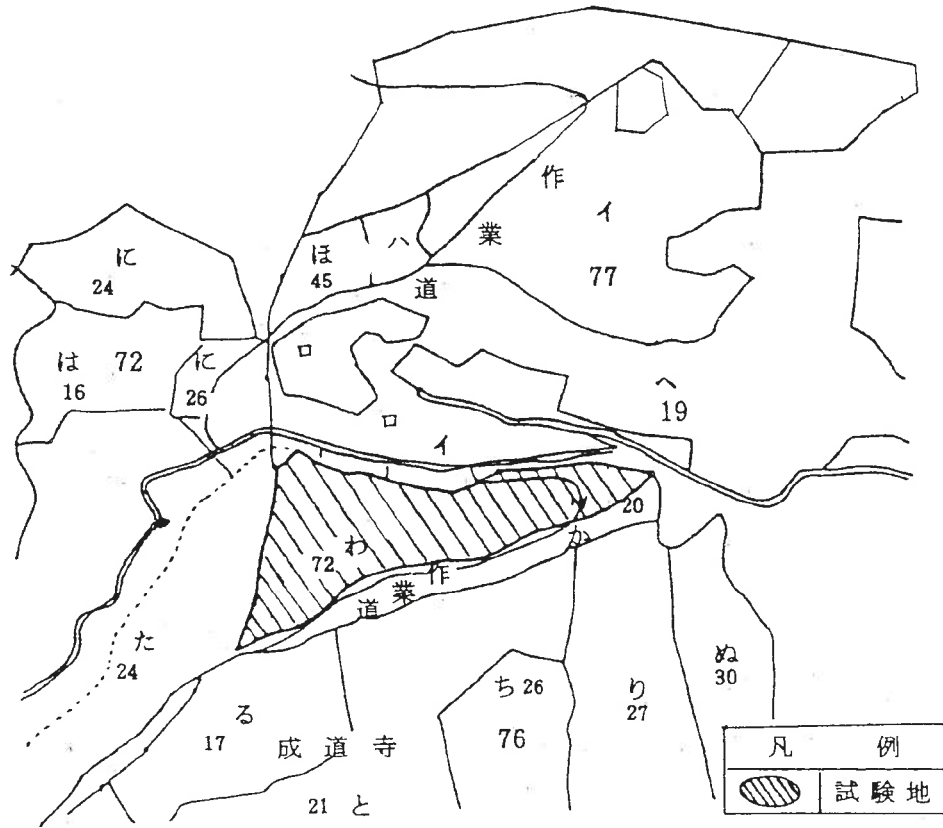 作
イ
業
77
道
ハ
ほ
45
に
24
は 72
16
に
26
ロ
ロ
イ
へ
19
20
か
わ
72
作
業
道
た
24
る
17
成道寺
21 と
ち 26
76
り
27
ぬ
30
凡 例
試験地